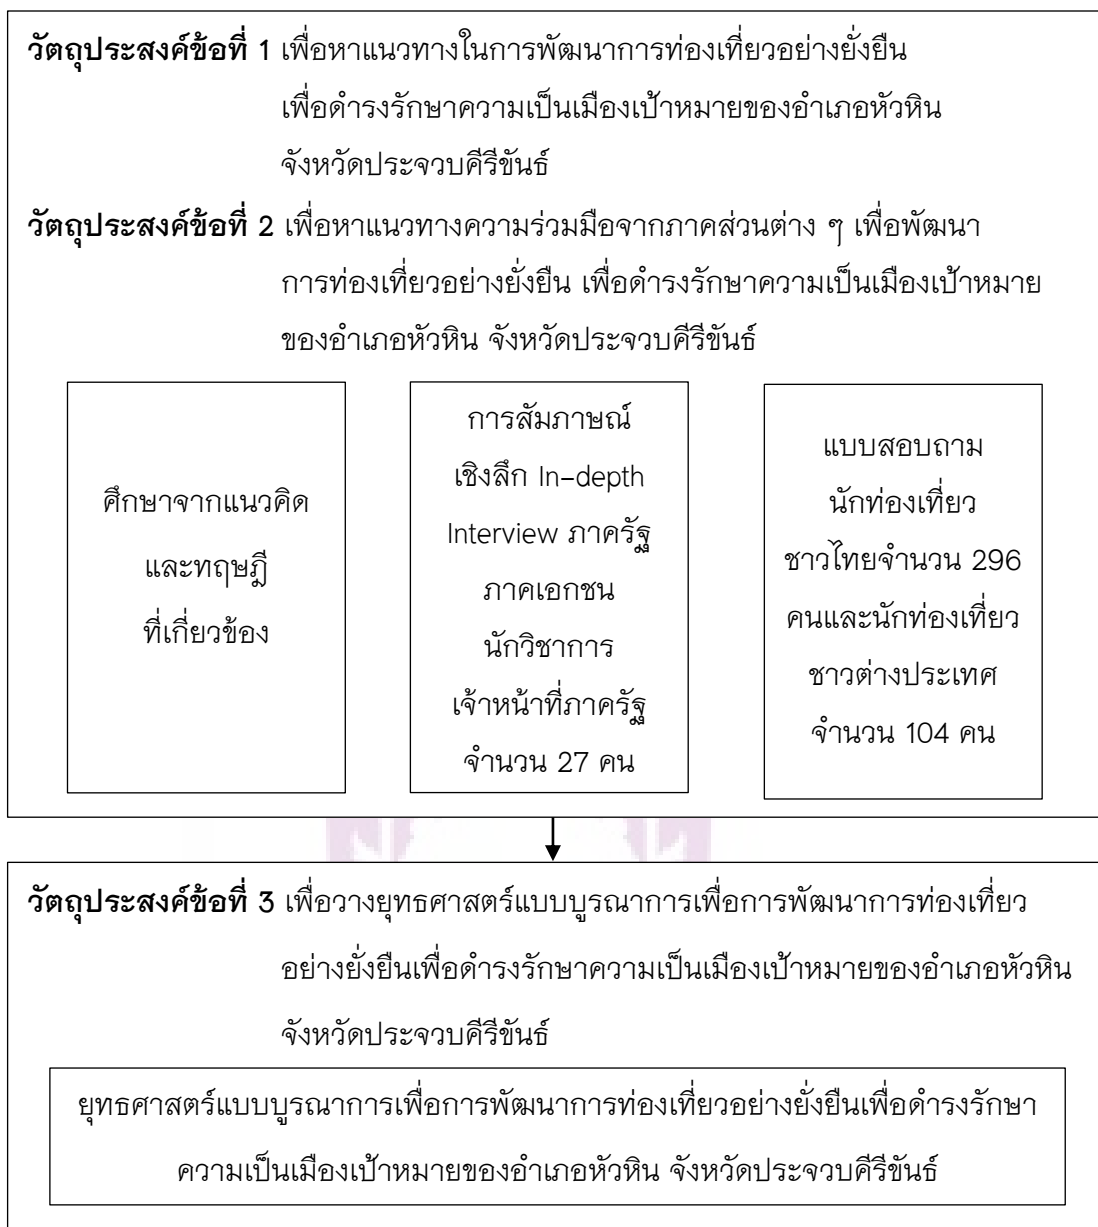 วัตถุประสงค์ข้อที่ 1 เพื่อหาแนวทางในการพัฒนาการท่องเที่ยวอย่างยั่งยืน
เพื่อดำรงรักษาความเป็นเมืองเป้าหมายของอำเภอหัวหิน
จังหวัดประจวบคีรีขันธ์
วัตถุประสงค์ข้อที่ 2 เพื่อหาแนวทางความร่วมมือจากภาคส่วนต่าง ๆ เพื่อพัฒนา
การท่องเที่ยวอย่างยั่งยืน เพื่อดำรงรักษาความเป็นเมืองเป้าหมาย
ของอำเภอหัวหิน จังหวัดประจวบคีรีขันธ์
ศึกษาจากแนวคิด
และทฤษฎี
ที่เกี่ยวข้อง
การสัมภาษณ์
เชิงลึก In-depth
Interview ภาครัฐ
ภาคเอกชน
นักวิชาการ
เจ้าหน้าที่ภาครัฐ
จำนวน 27 คน
แบบสอบถาม
นักท่องเที่ยว
ชาวไทยจำนวน 296
คนและนักท่องเที่ยว
ชาวต่างประเทศ
จำนวน 104 คน
วัตถุประสงค์ข้อที่ 3 เพื่อวางยุทธศาสตร์แบบบูรณาการเพื่อการพัฒนาการท่องเที่ยว
อย่างยั่งยืนเพื่อดำรงรักษาความเป็นเมืองเป้าหมายของอำเภอหัวหิน
จังหวัดประจวบคีรีขันธ์
ยุทธศาสตร์แบบบูรณาการเพื่อการพัฒนาการท่องเที่ยวอย่างยั่งยืนเพื่อดำรงรักษา
ความเป็นเมืองเป้าหมายของอำเภอหัวหิน จังหวัดประจวบคีรีขันธ์